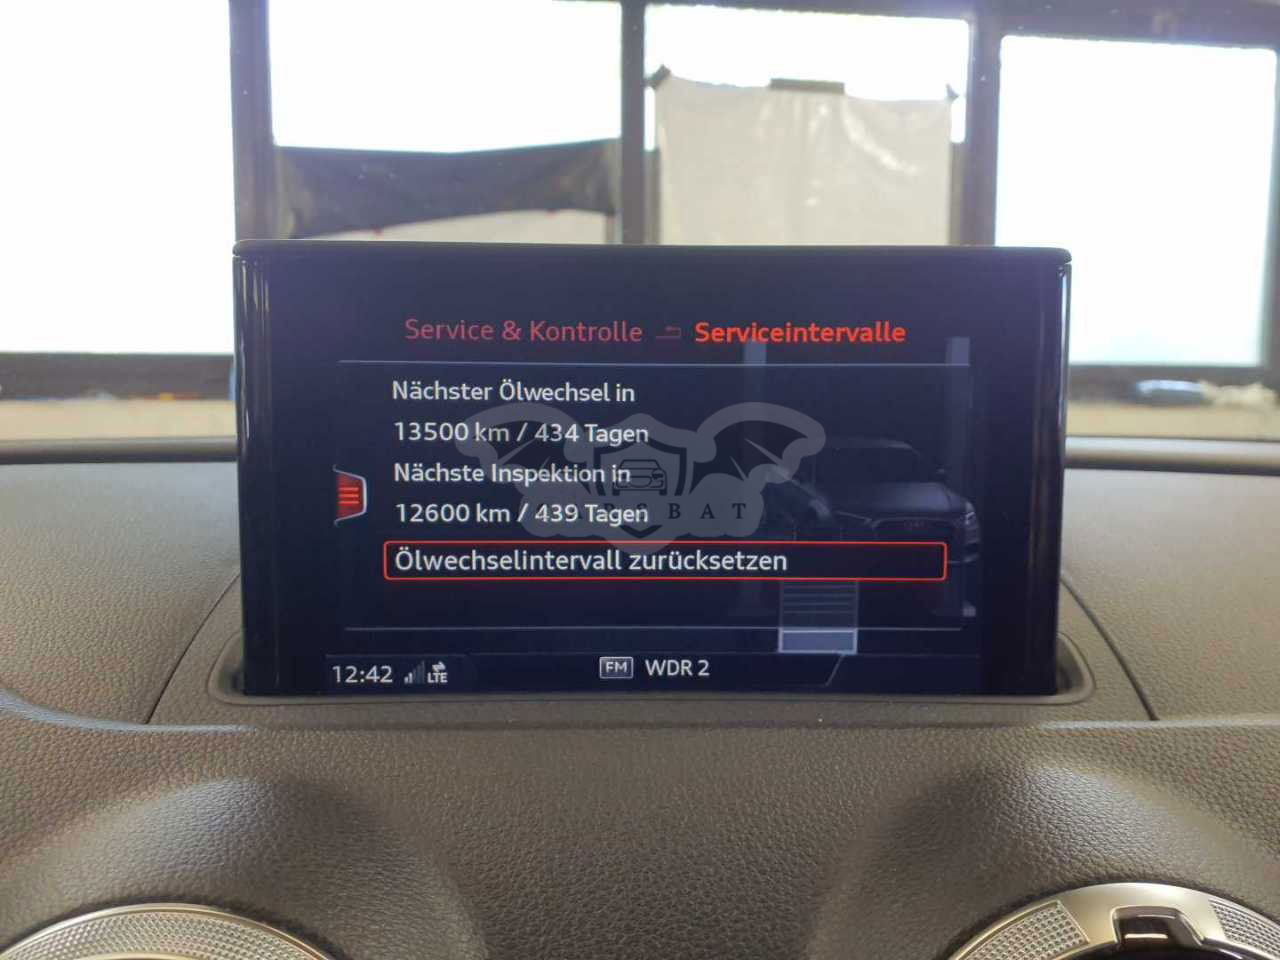 Service & Kontrolle Serviceintervalle
Nächster Ölwechsel in
13500 km / 434 Tagen
Nächste Inspektion in
12600 km / 439 Tagen
Ölwechselintervall zurücksetzen
12:42 LTE FM WDR 2